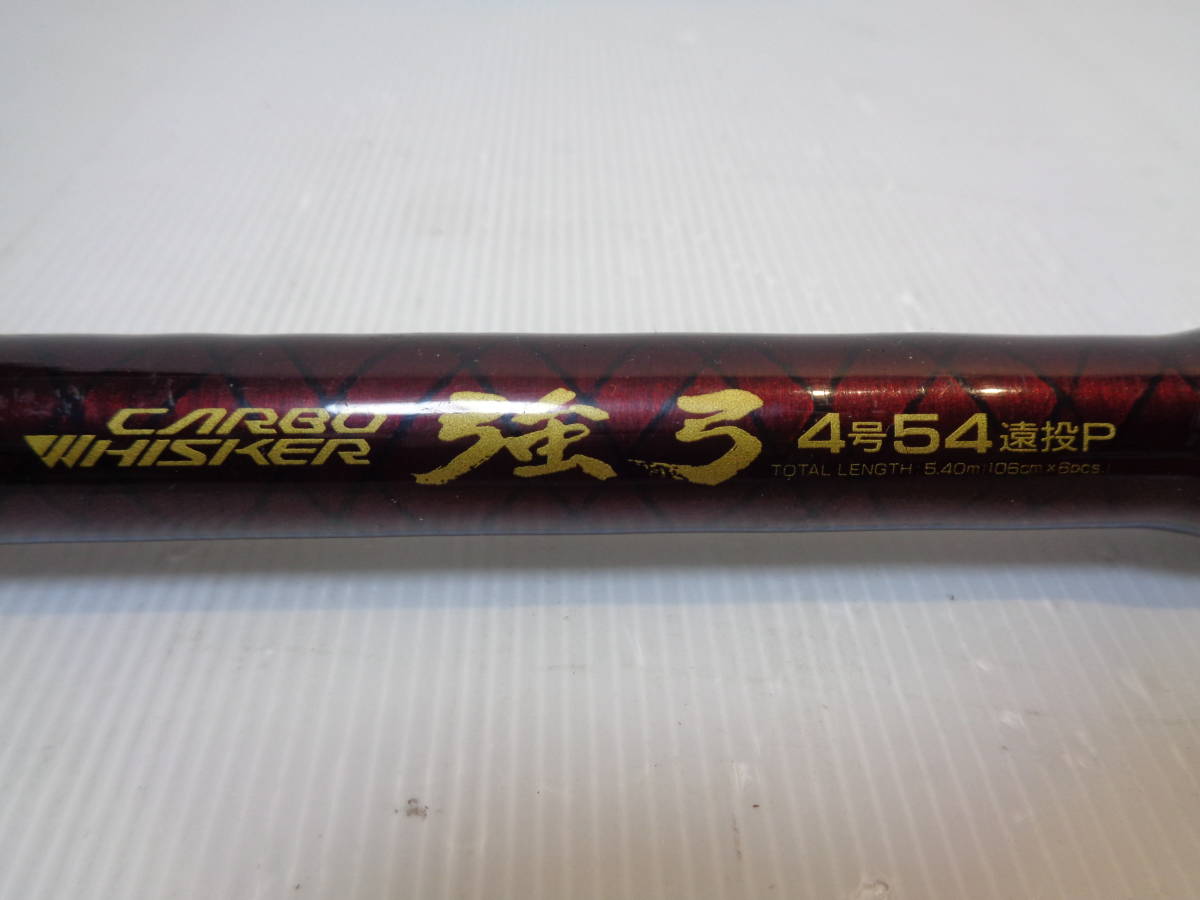 CARBO
WHISKER
強弓
4号54遠投P
TOTAL LENGTH: 5.40m(106cm×6pcs.)